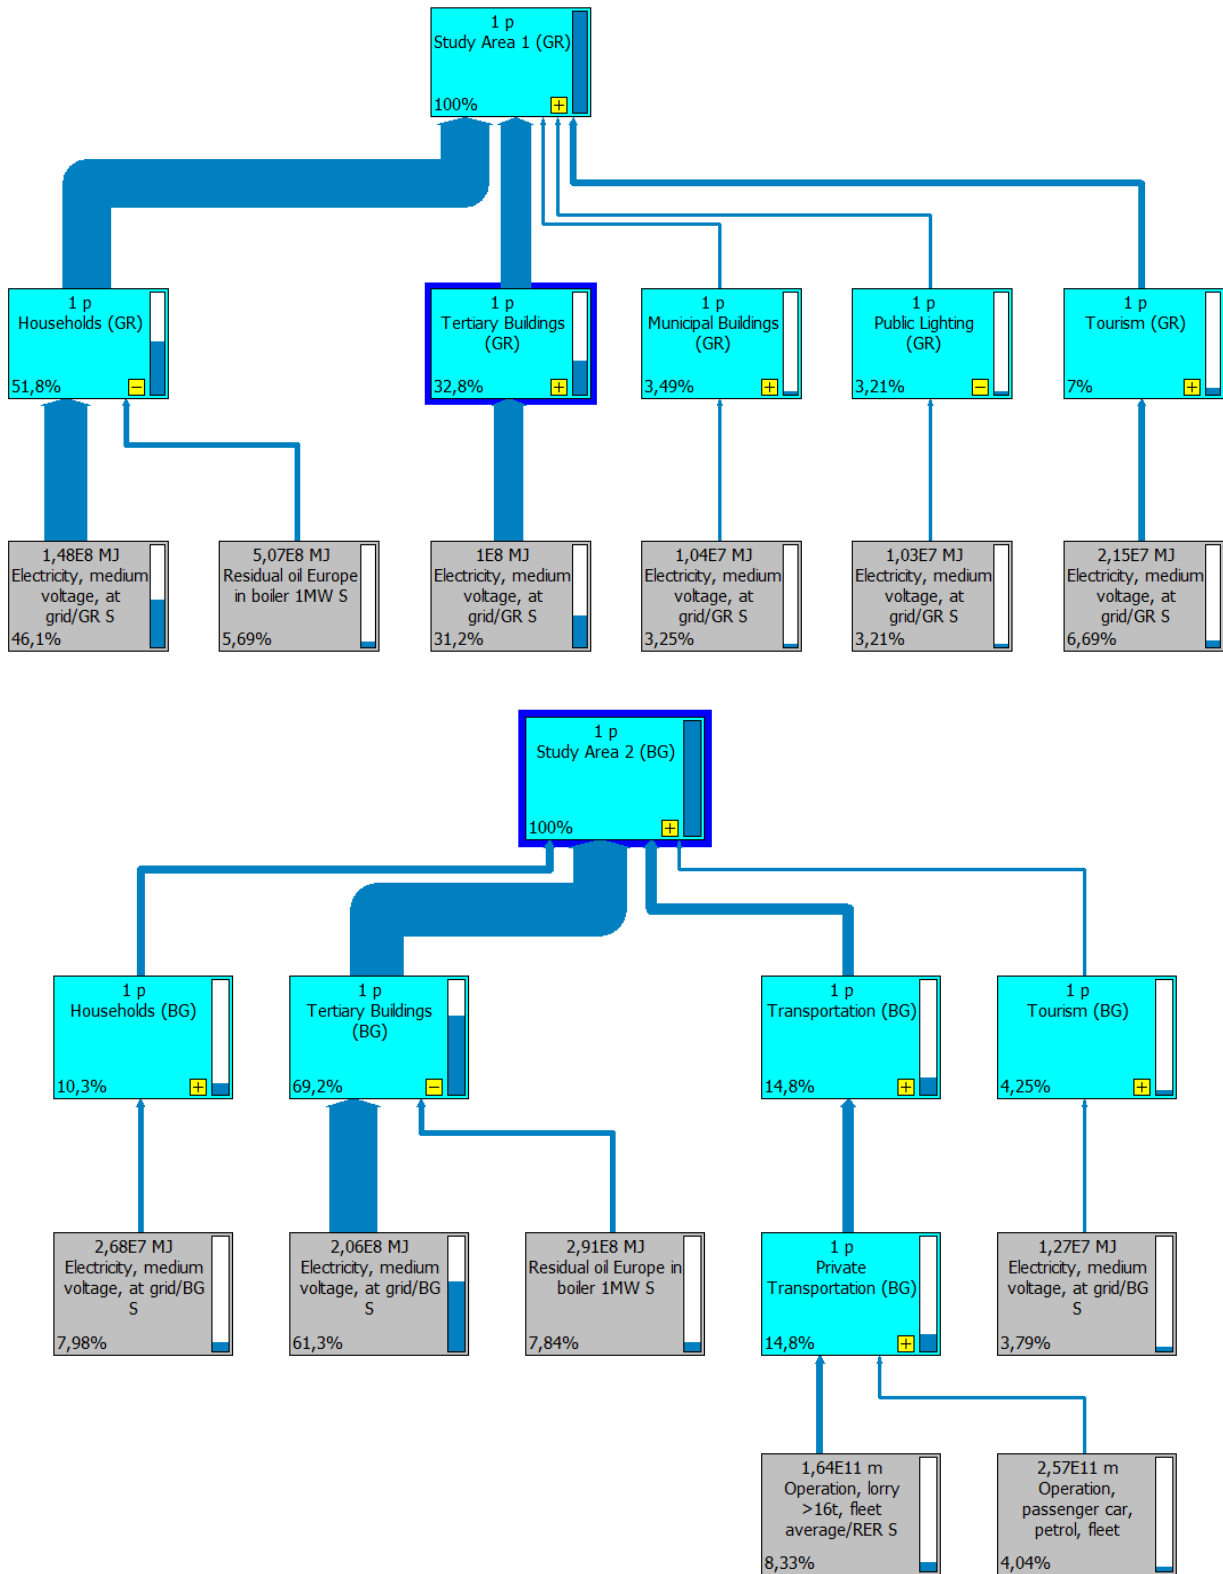 1 p
Study Area 1 (GR)
100%
+
1 p
Households (GR)
51,8%
−
1 p
Tertiary Buildings
(GR)
32,8%
+
1 p
Municipal Buildings
(GR)
3,49%
+
1 p
Public Lighting
(GR)
3,21%
−
1 p
Tourism (GR)
7%
+
1,48E8 MJ
Electricity, medium
voltage, at
grid/GR S
46,1%
5,07E8 MJ
Residual oil Europe
in boiler 1MW S
5,69%
1E8 MJ
Electricity, medium
voltage, at
grid/GR S
31,2%
1,04E7 MJ
Electricity, medium
voltage, at
grid/GR S
3,25%
1,03E7 MJ
Electricity, medium
voltage, at
grid/GR S
3,21%
2,15E7 MJ
Electricity, medium
voltage, at
grid/GR S
6,69%
1 p
Study Area 2 (BG)
100%
+
1 p
Households (BG)
10,3%
+
1 p
Tertiary Buildings
(BG)
69,2%
−
1 p
Transportation (BG)
14,8%
+
1 p
Tourism (BG)
4,25%
+
2,68E7 MJ
Electricity, medium
voltage, at grid/BG
S
7,98%
2,06E8 MJ
Electricity, medium
voltage, at grid/BG
S
61,3%
2,91E8 MJ
Residual oil Europe in
boiler 1MW S
7,84%
1 p
Private
Transportation (BG)
14,8%
+
1,27E7 MJ
Electricity, medium
voltage, at grid/BG
S
3,79%
1,64E11 m
Operation, lorry
>16t, fleet
average/RER S
8,33%
2,57E11 m
Operation,
passenger car,
petrol, fleet
4,04%